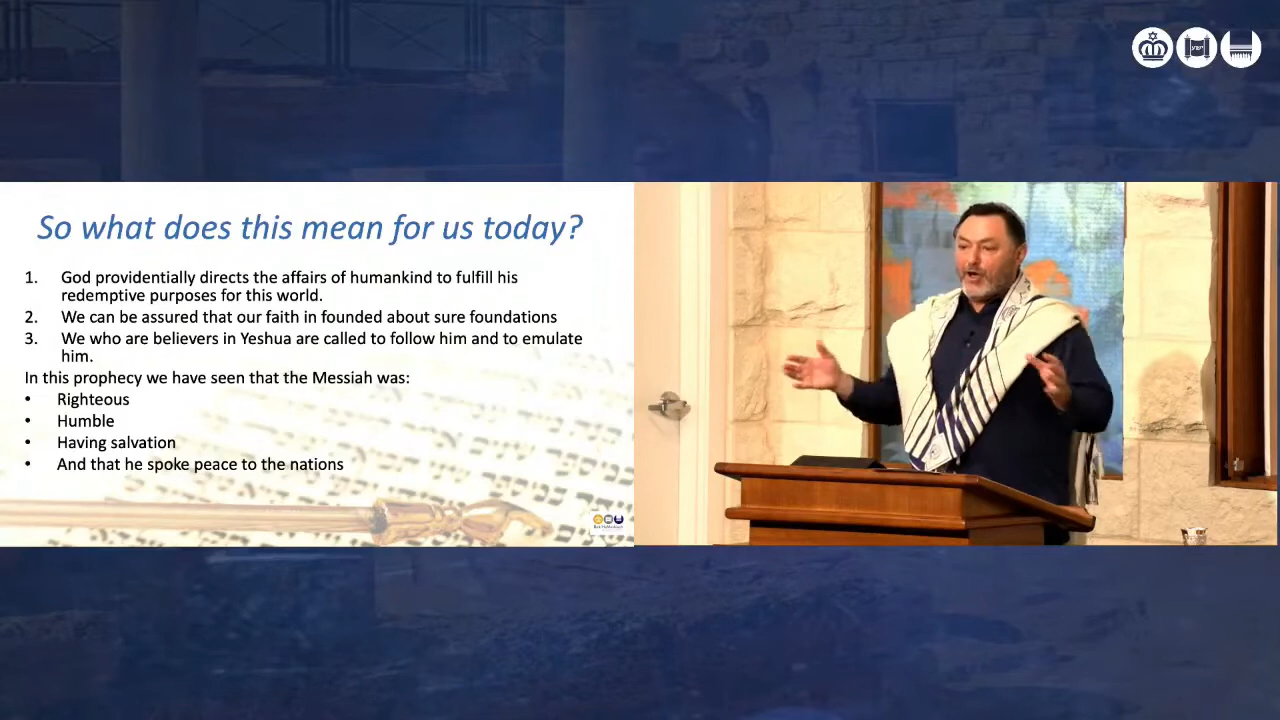 So what does this mean for us today?
1. God providentially directs the affairs of humankind to fulfill his
redemptive purposes for this world.
2. We can be assured that our faith in founded about sure foundations
3. We who are believers in Yeshua are called to follow him and to emulate
him.
In this prophecy we have seen that the Messiah was:
• Righteous
• Humble
• Having salvation
• And that he spoke peace to the nations